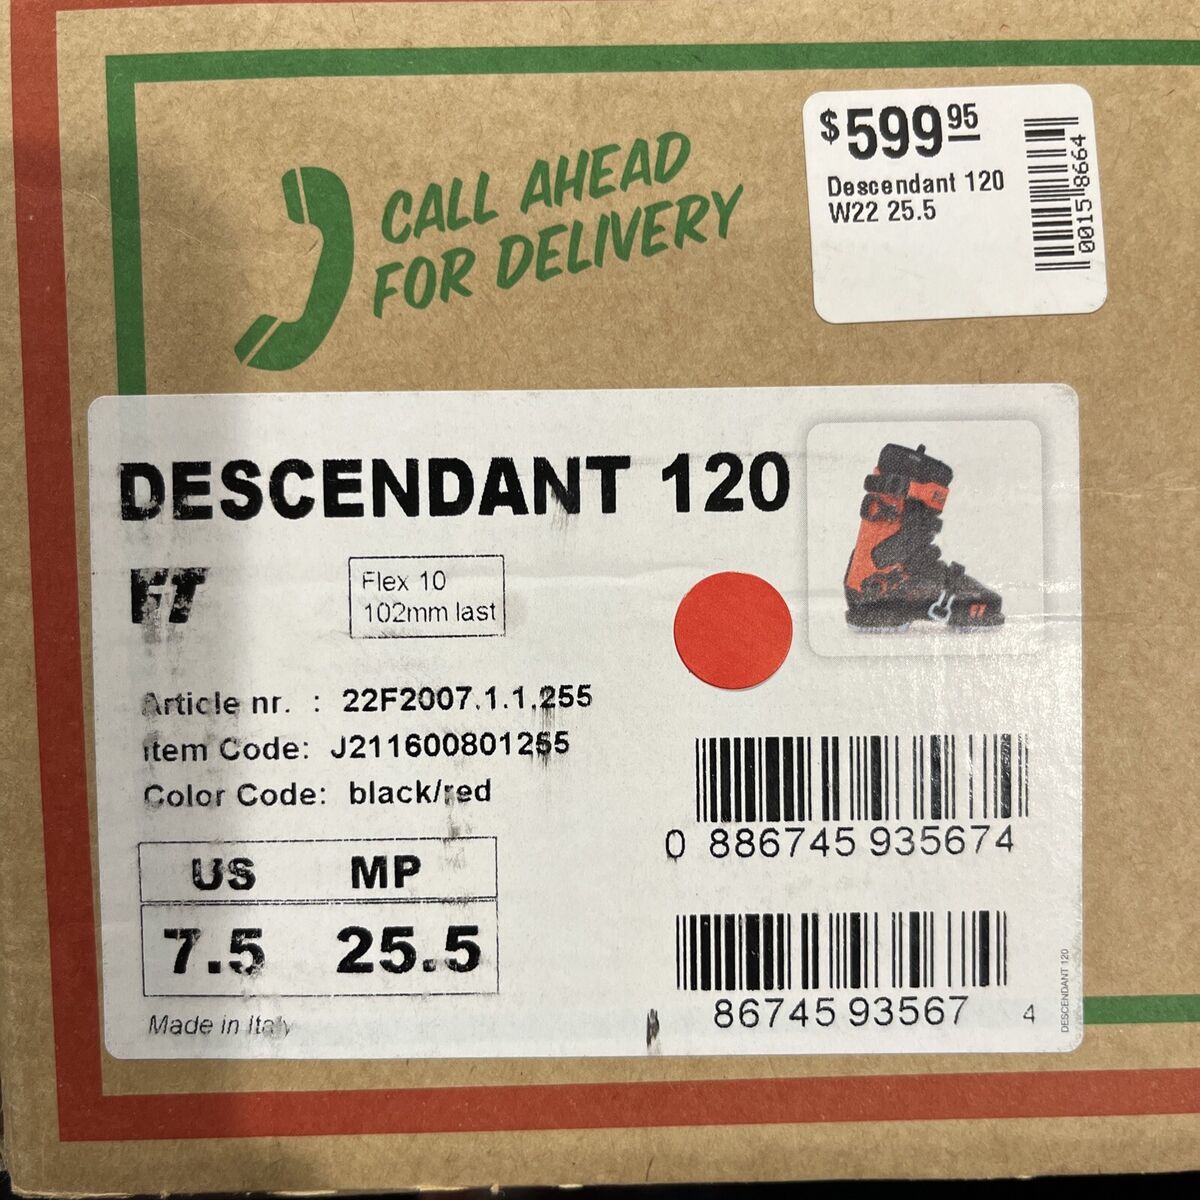 CALL AHEAD
FOR DELIVERY
$599 95
Descendant 120
W22 25.5
00158664
DESCENDANT 120
FT
Flex 10
102mm last
Article nr. : 22F2007.1.1.255
Item Code: J211600801255
Color Code: black/red
US MP
7.5 25.5
Made in Italy
0 886745 935674
86745 93567 4
DESCENDANT 120
FT